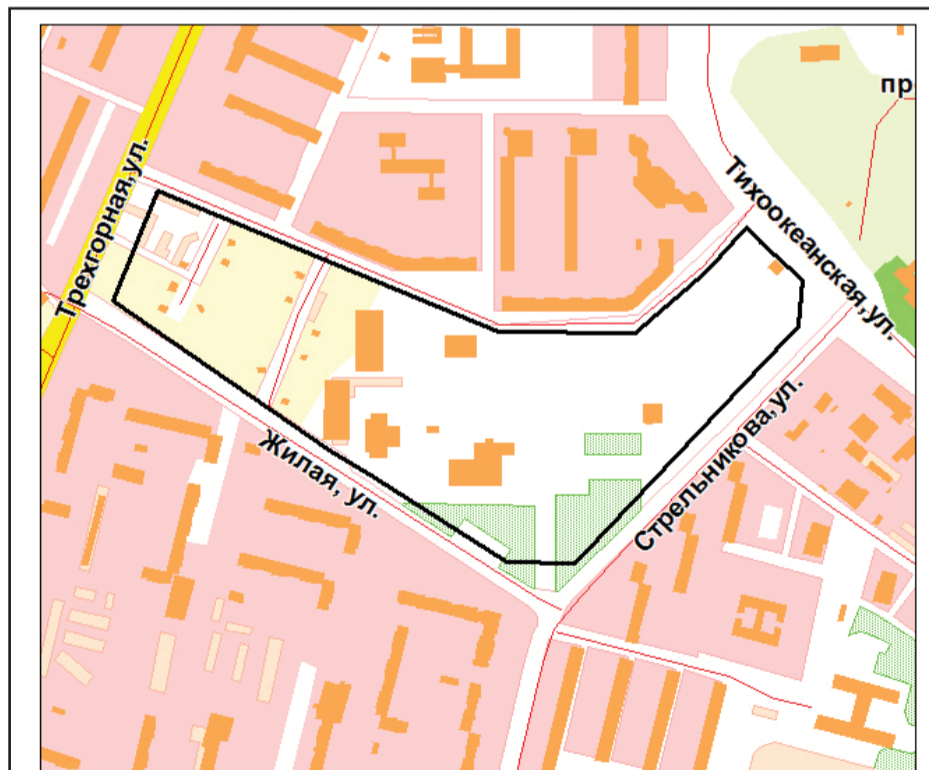 пр
Тихоокеанская,ул.
Трехгорная,ул.
Стрельникова,ул.
Жилая, ул.